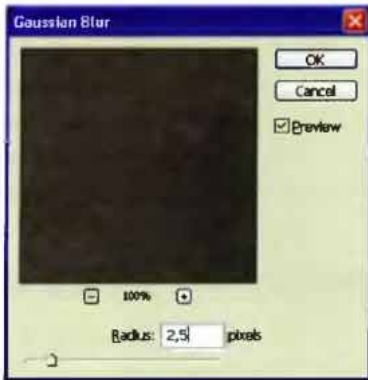 Gaussian Blur
OK
Cancel
Preview
100%
Radius: 2,5 pixels